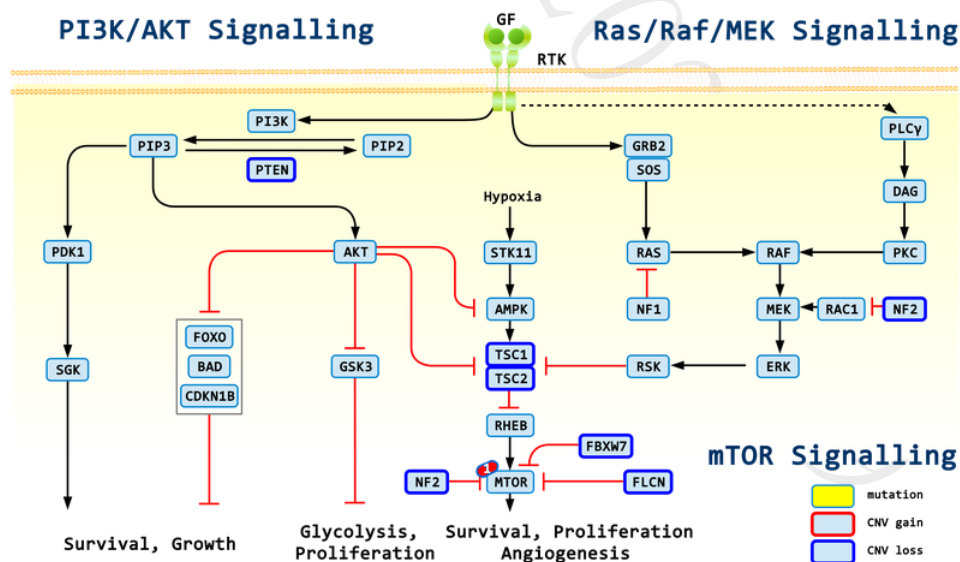 PI3K/AKT Signalling
GF
Ras/Raf/MEK Signalling
RTK
PI3K
PLCγ
PIP3
PIP2
GRB2
PTEN
SOS
DAG
Hypoxia
PDK1
AKT
STK11
RAS
RAF
PKC
AMPK
NF1
MEK
RAC1
NF2
FOXO
TSC1
BAD
GSK3
RSK
ERK
SGK
TSC2
CDKN1B
RHEB
FBXW7
mTOR Signalling
1
NF2
MTOR
FLCN
mutation
CNV gain
CNV loss
Survival, Growth
Glycolysis,
Proliferation
Survival, Proliferation
Angiogenesis